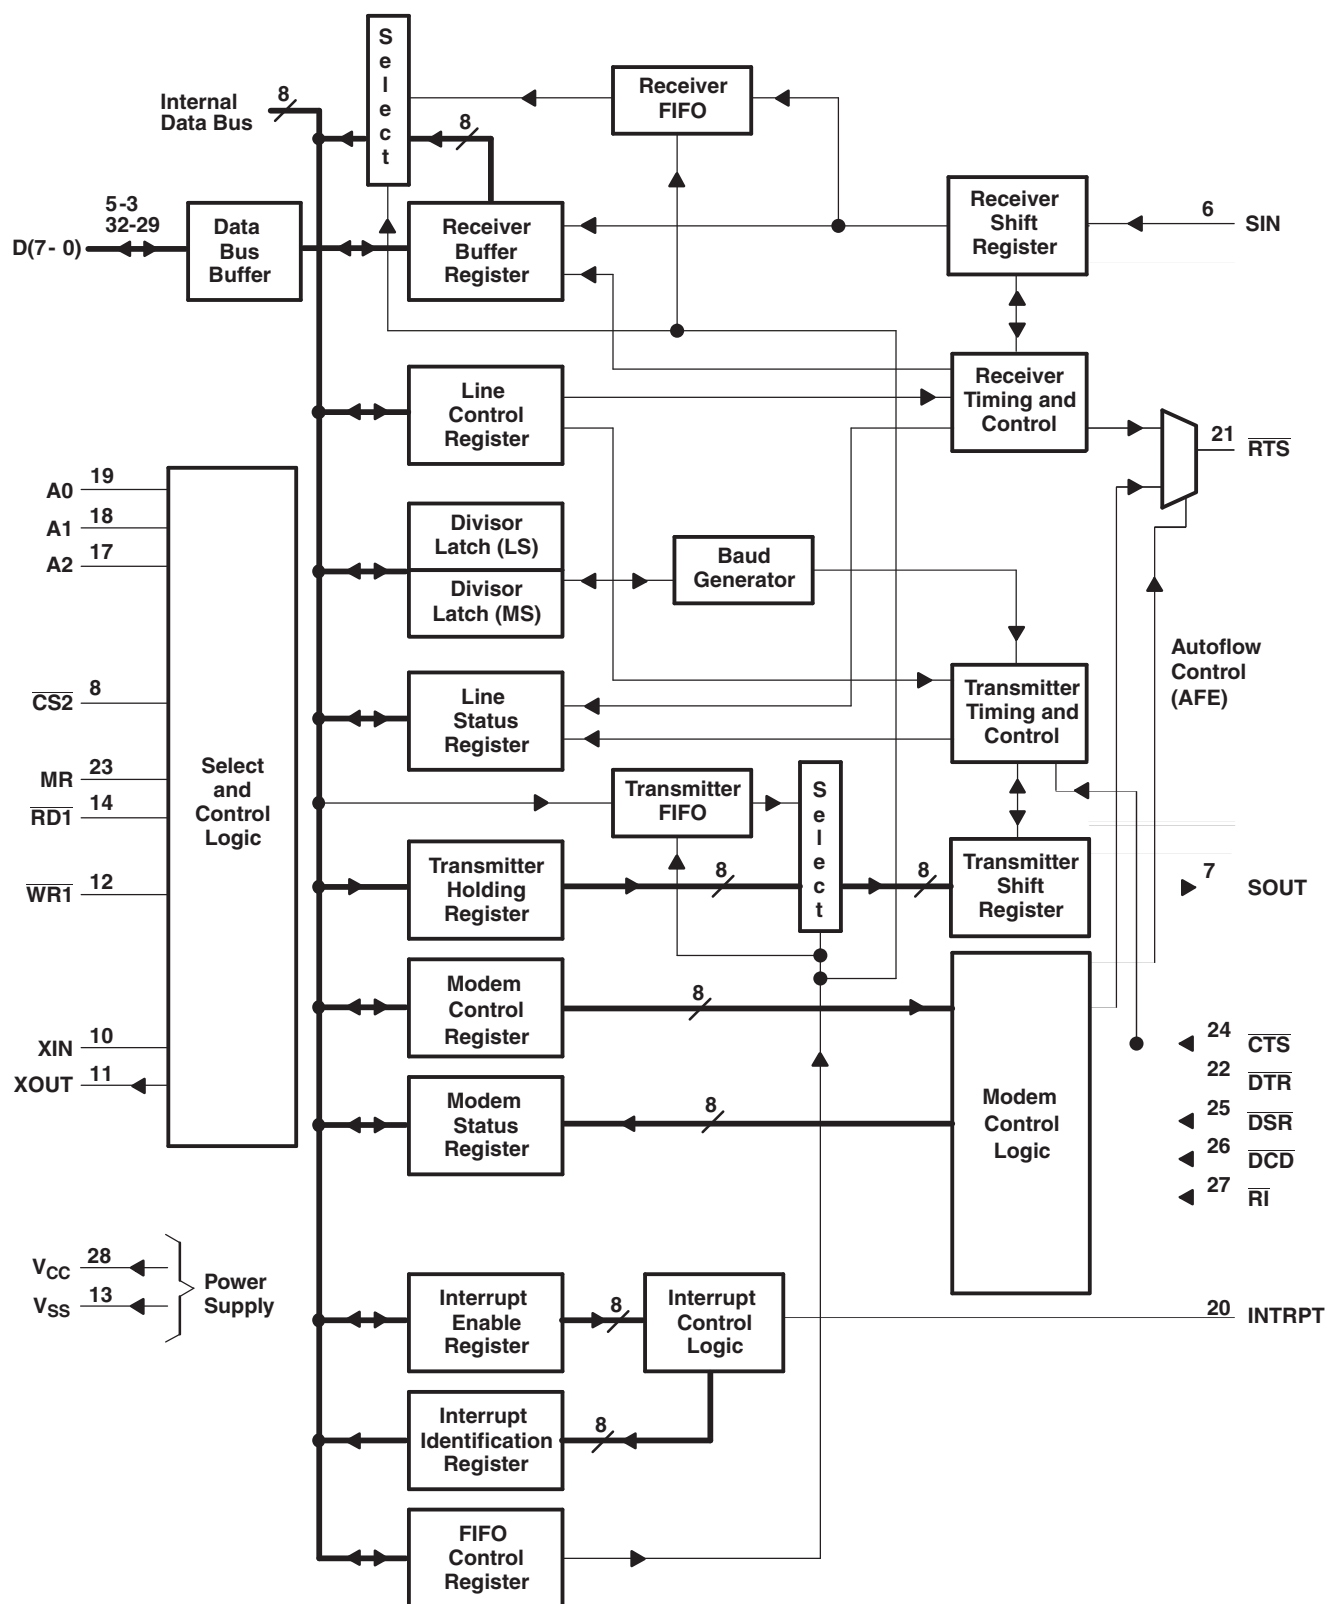 S
e
l
e
c
t
Receiver
FIFO
Internal
Data Bus
8
8
5-3
32-29
D(7- 0)
Data
Bus
Buffer
Receiver
Buffer
Register
Receiver
Shift
Register
6
SIN
Line
Control
Register
Receiver
Timing and
Control
21
RTS
A0
19
A1
18
A2
17
Divisor
Latch (LS)
Divisor
Latch (MS)
Baud
Generator
Autoflow
Control
(AFE)
CS2
8
Line
Status
Register
Transmitter
Timing and
Control
MR
23
RD1
14
WR1
12
Select
and
Control
Logic
Transmitter
FIFO
S
e
l
e
c
t
Transmitter
Holding
Register
8
8
Transmitter
Shift
Register
7
SOUT
Modem
Control
Register
8
XIN
10
XOUT
11
Modem
Status
Register
8
Modem
Control
Logic
24
CTS
22
DTR
25
DSR
26
DCD
27
RI
VCC
28
VSS
13
Power
Supply
Interrupt
Enable
Register
8
Interrupt
Control
Logic
20
INTRPT
Interrupt
Identification
Register
8
FIFO
Control
Register